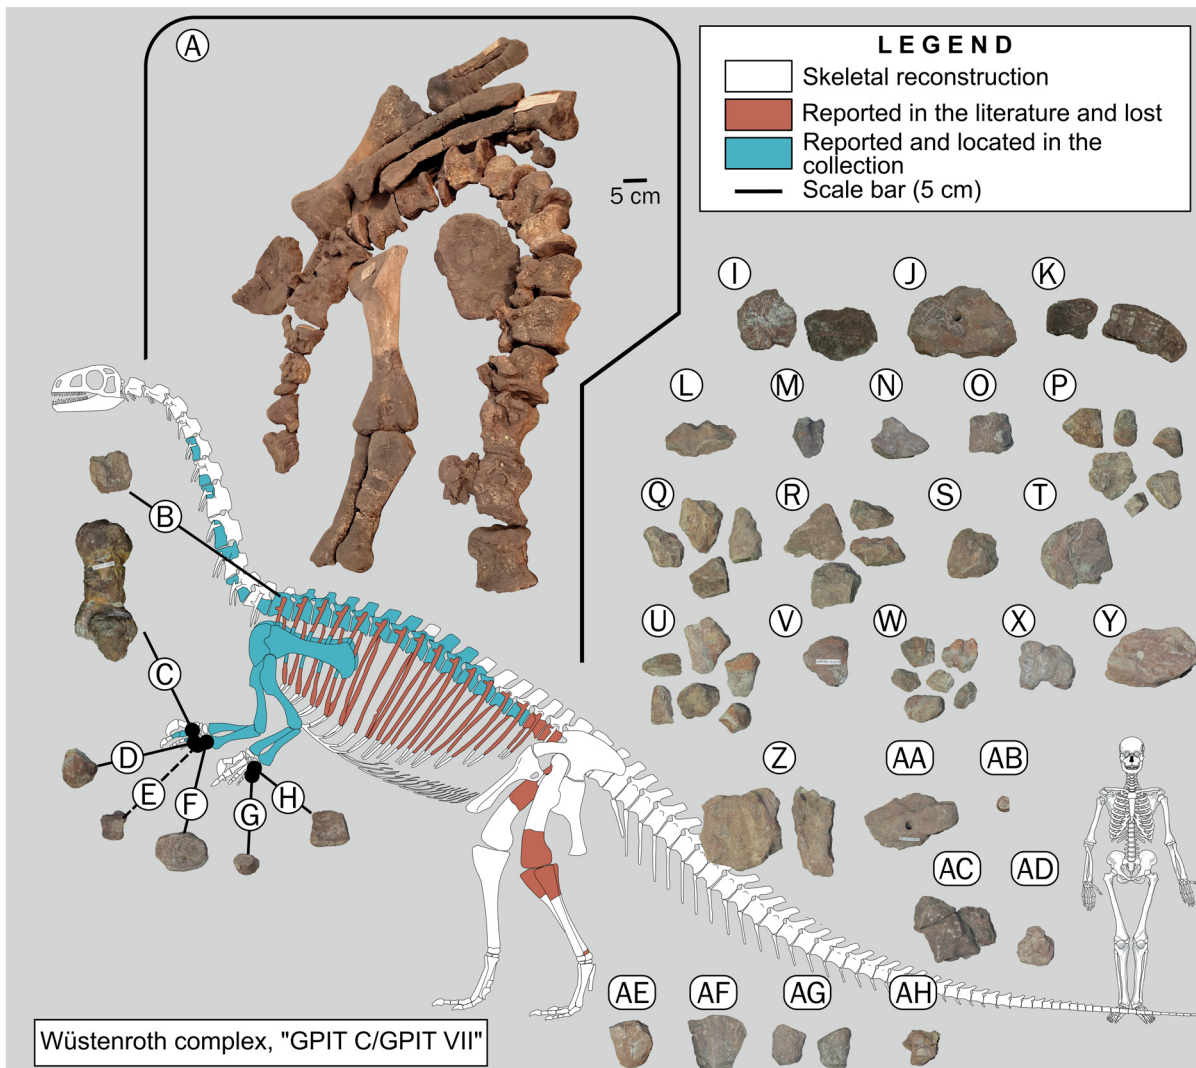 A
LEGEND
Skeletal reconstruction
Reported in the literature and lost
Reported and located in the
collection
Scale bar (5 cm)
5 cm
I
J
K
L
M
N
O
P
B
Q
R
S
T
U
V
W
X
Y
C
D
E
F
G
H
Z
AA
AB
AC
AD
AE
AF
AG
AH
Wüstenroth complex, "GPIT C/GPIT VII"